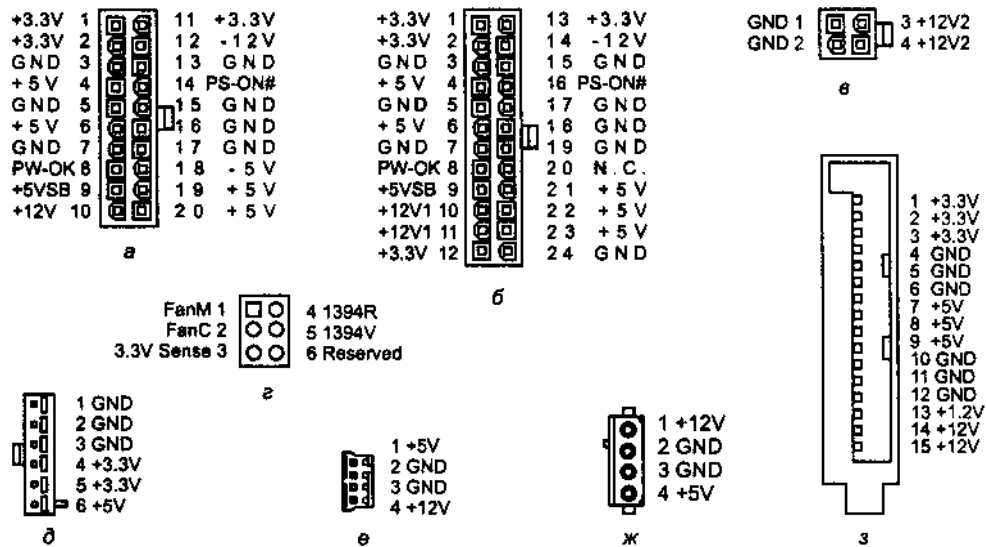 +3.3V 1 11 +3.3V
+3.3V 2 12 -12V
GND 3 13 GND
+5V 4 14 PS-ON#
GND 5 15 GND
+5V 6 16 GND
GND 7 17 GND
PW-OK 8 18 -5V
+5VSB 9 19 +5V
+12V 10 20 +5V
а
+3.3V 1 13 +3.3V
+3.3V 2 14 -12V
GND 3 15 GND
+5V 4 16 PS-ON#
GND 5 17 GND
+5V 6 18 GND
GND 7 19 GND
PW-OK 8 20 N.C.
+5VSB 9 21 +5V
+12V1 10 22 +5V
+12V1 11 23 +5V
+3.3V 12 24 GND
б
GND 1 3 +12V2
GND 2 4 +12V2
в
FanM 1 4 1394R
FanC 2 5 1394V
3.3V Sense 3 6 Reserved
г
1 GND
2 GND
3 GND
4 +3.3V
5 +3.3V
6 +5V
д
1 +5V
2 GND
3 GND
4 +12V
е
1 +12V
2 GND
3 GND
4 +5V
ж
1 +3.3V
2 +3.3V
3 +3.3V
4 GND
5 GND
6 GND
7 +5V
8 +5V
9 +5V
10 GND
11 GND
12 GND
13 +1.2V
14 +12V
15 +12V
з